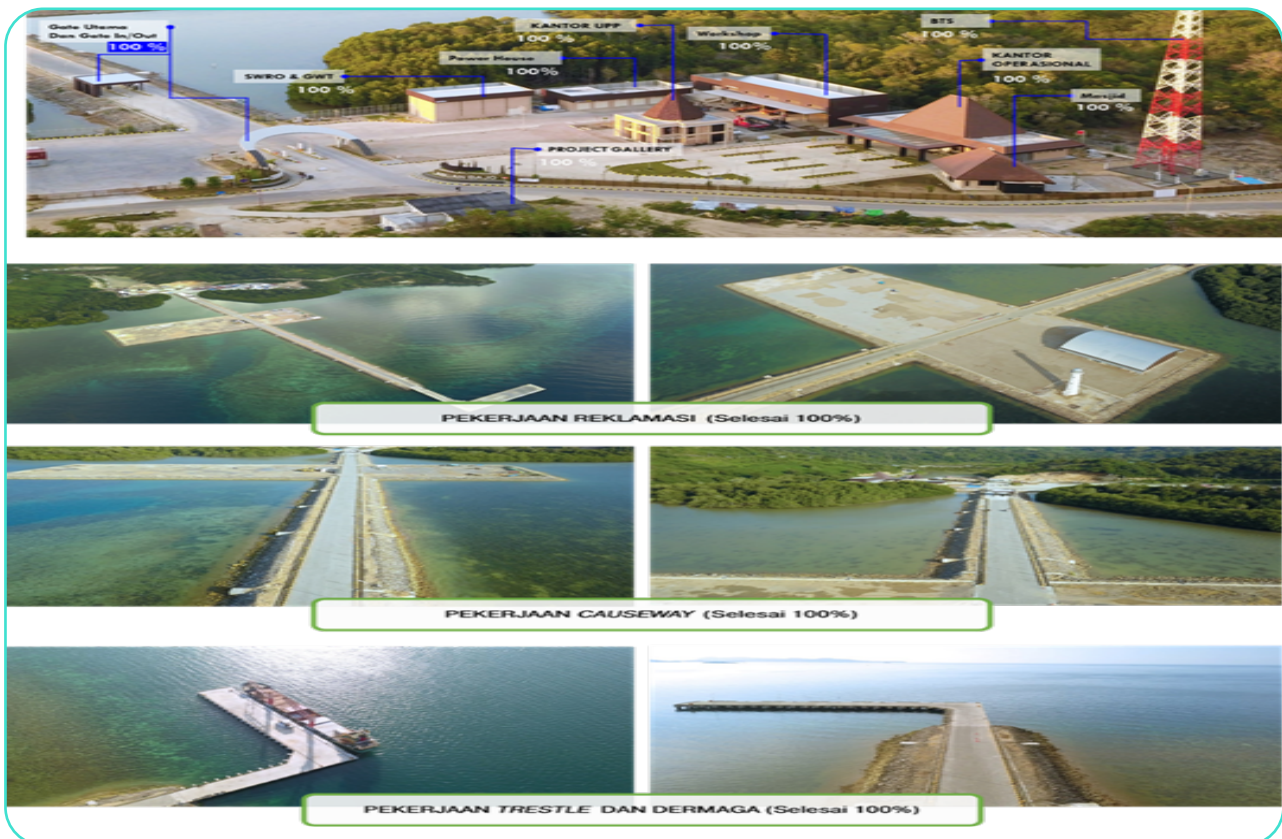 Gate Utama
Dan Gate In/Out
100 %
SWRO & GWT
100 %
Power House
100%
KANTOR UPP
100 %
Workshop
100%
BTS
100 %
KANTOR
OPERASIONAL
100 %
Masjid
100%
PROJECT GALLERY
100 %
PEKERJAAN REKLAMASI (Selesai 100%)
PEKERJAAN CAUSEWAY (Selesai 100%)
PEKERJAAN TRESTLE DAN DERMAGA (Selesai 100%)